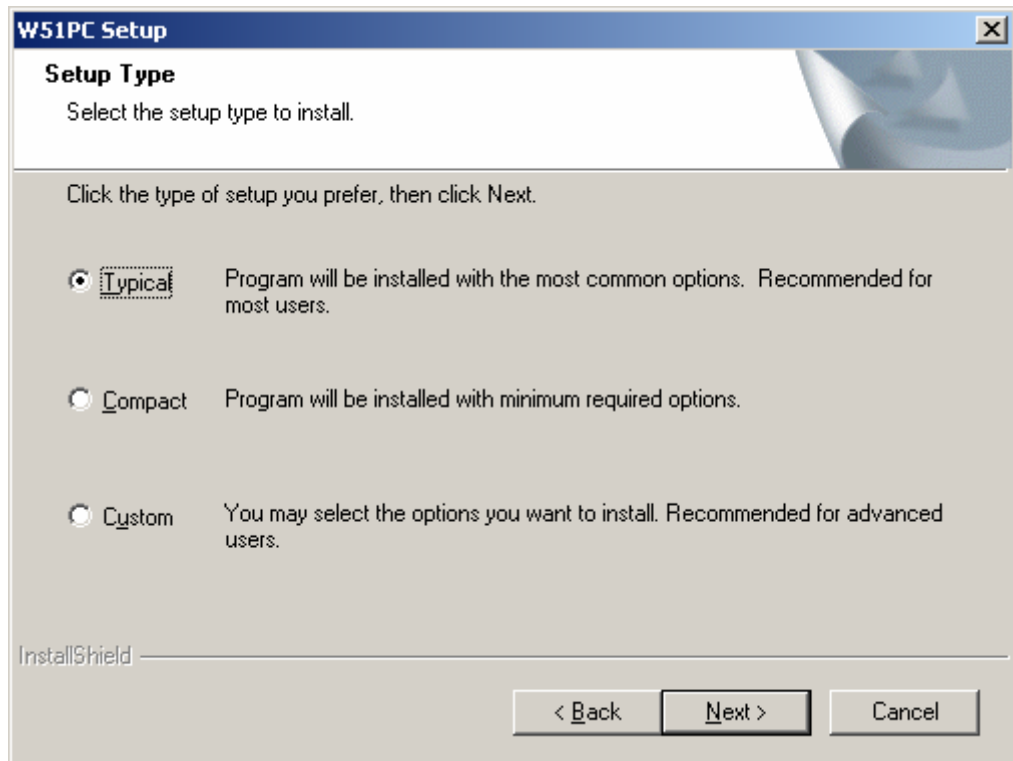 W51PC Setup
Setup Type
Select the setup type to install.
Click the type of setup you prefer, then click Next.
Typical Program will be installed with the most common options. Recommended for
most users.
Compact Program will be installed with minimum required options.
Custom You may select the options you want to install. Recommended for advanced
users.
InstallShield
< Back Next > Cancel